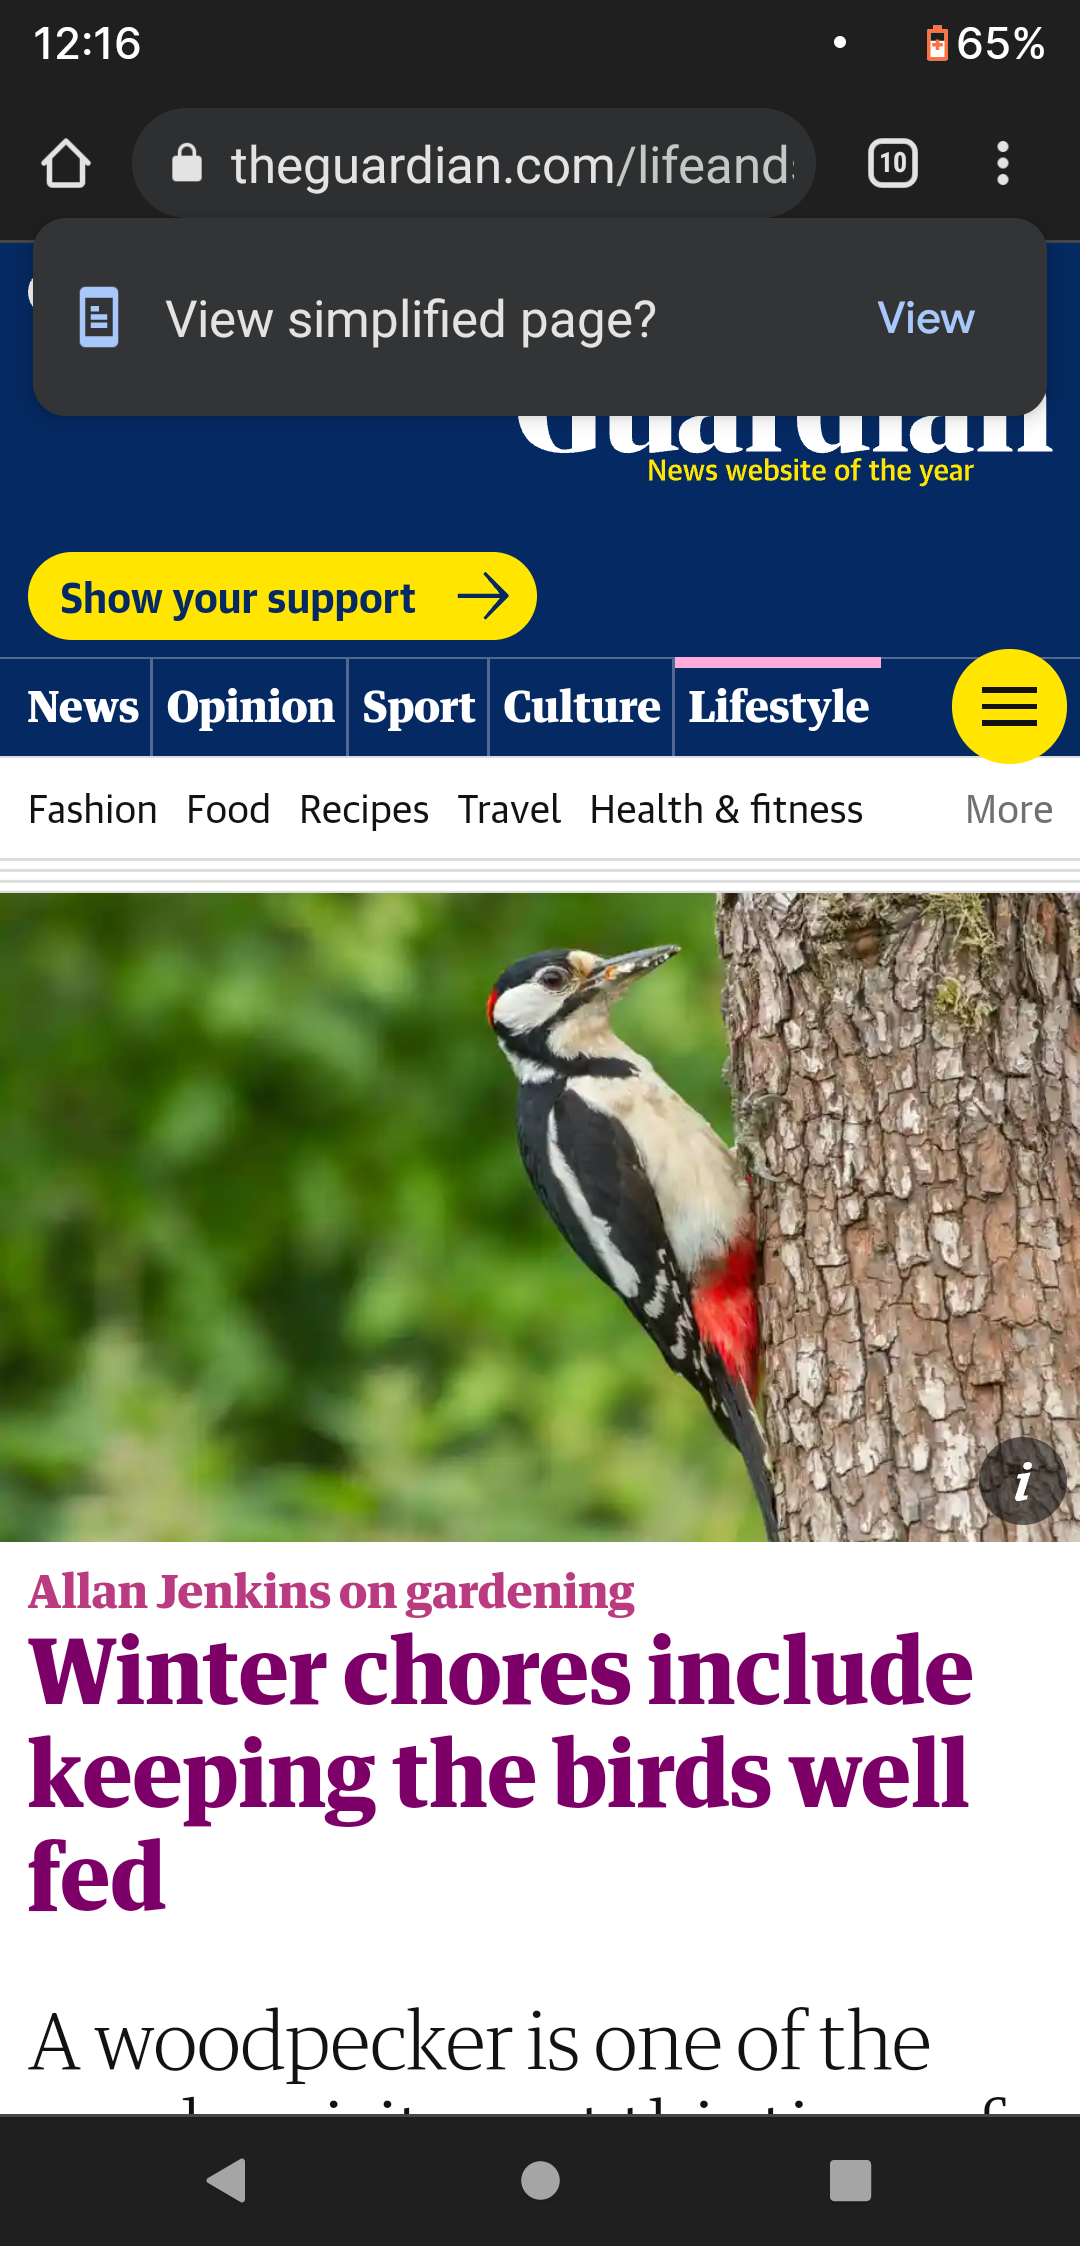 12:16
65%
theguardian.com/lifeand
10
View simplified page?
View
Guardian
News website of the year
Show your support
News
Opinion
Sport
Culture
Lifestyle
Fashion
Food
Recipes
Travel
Health & fitness
More
i
Allan Jenkins on gardening
Winter chores include
keeping the birds well
fed
A woodpecker is one of the